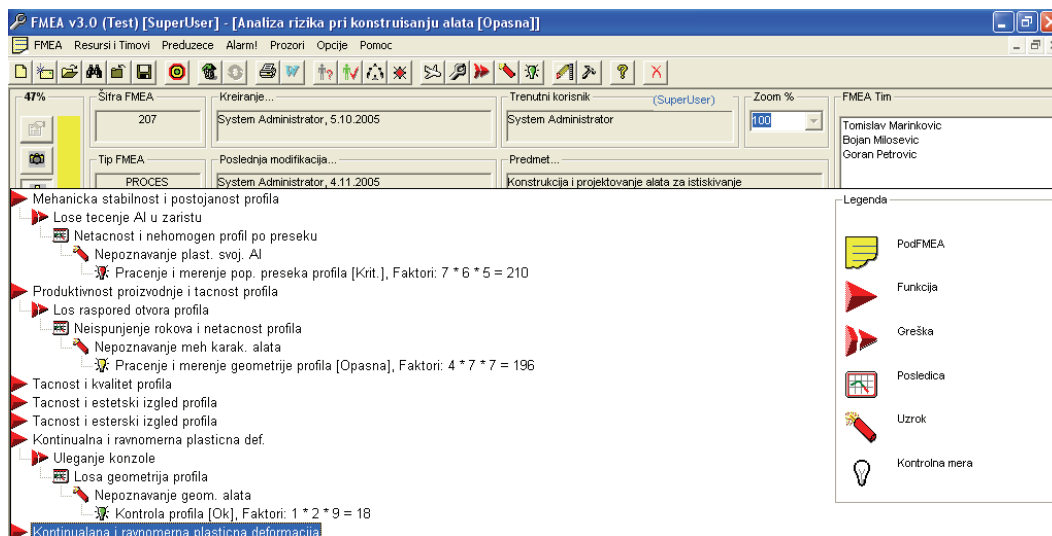 FMEA v3.0 (Test) [SuperUser] - [Analiza rizika pri konstruisanju alata [Opasna]]
FMEA Resursi i Timovi Preduzece Alarm! Prozori Opcije Pomoc
47% Šifra FMEA Kreiranje... Trenutni korisnik (SuperUser) Zoom % FMEA Tim
207 System Administrator, 5.10.2005 System Administrator 100 Tomislav Marinkovic
Bojan Milosevic
Goran Petrovic
Tip FMEA Poslednja modifikacija... Predmet...
PROCES System Administrator, 4.11.2005 Konstrukcija i projektovanje alata za istiskivanje
Mehanicka stabilnost i postojanost profila
Lose tecenje Al u zaristu
Netacnost i nehomogen profil po preseku
Nepoznavanje plast. svoj. Al
Pracenje i merenje pop. preseka profila [Krit.], Faktori: 7 * 6 * 5 = 210
Produktivnost proizvodnje i tacnost profila
Los raspored otvora profila
Neispunjenje rokova i netacnost profila
Nepoznavanje meh karak. alata
Pracenje i merenje geometrije profila [Opasna], Faktori: 4 * 7 * 7 = 196
Tacnost i kvalitet profila
Tacnost i estetski izgled profila
Tacnost i esterski izgled profila
Kontinualna i ravnomerna plasticna def.
Uleganje konzole
Losa geometrija profila
Nepoznavanje geom. alata
Kontrola profila [Ok], Faktori: 1 * 2 * 9 = 18
Kontinualana i ravnomerna plasticna deformacija
Legenda
PodFMEA
Funkcija
Greška
Posledica
Uzrok
Kontrolna mera